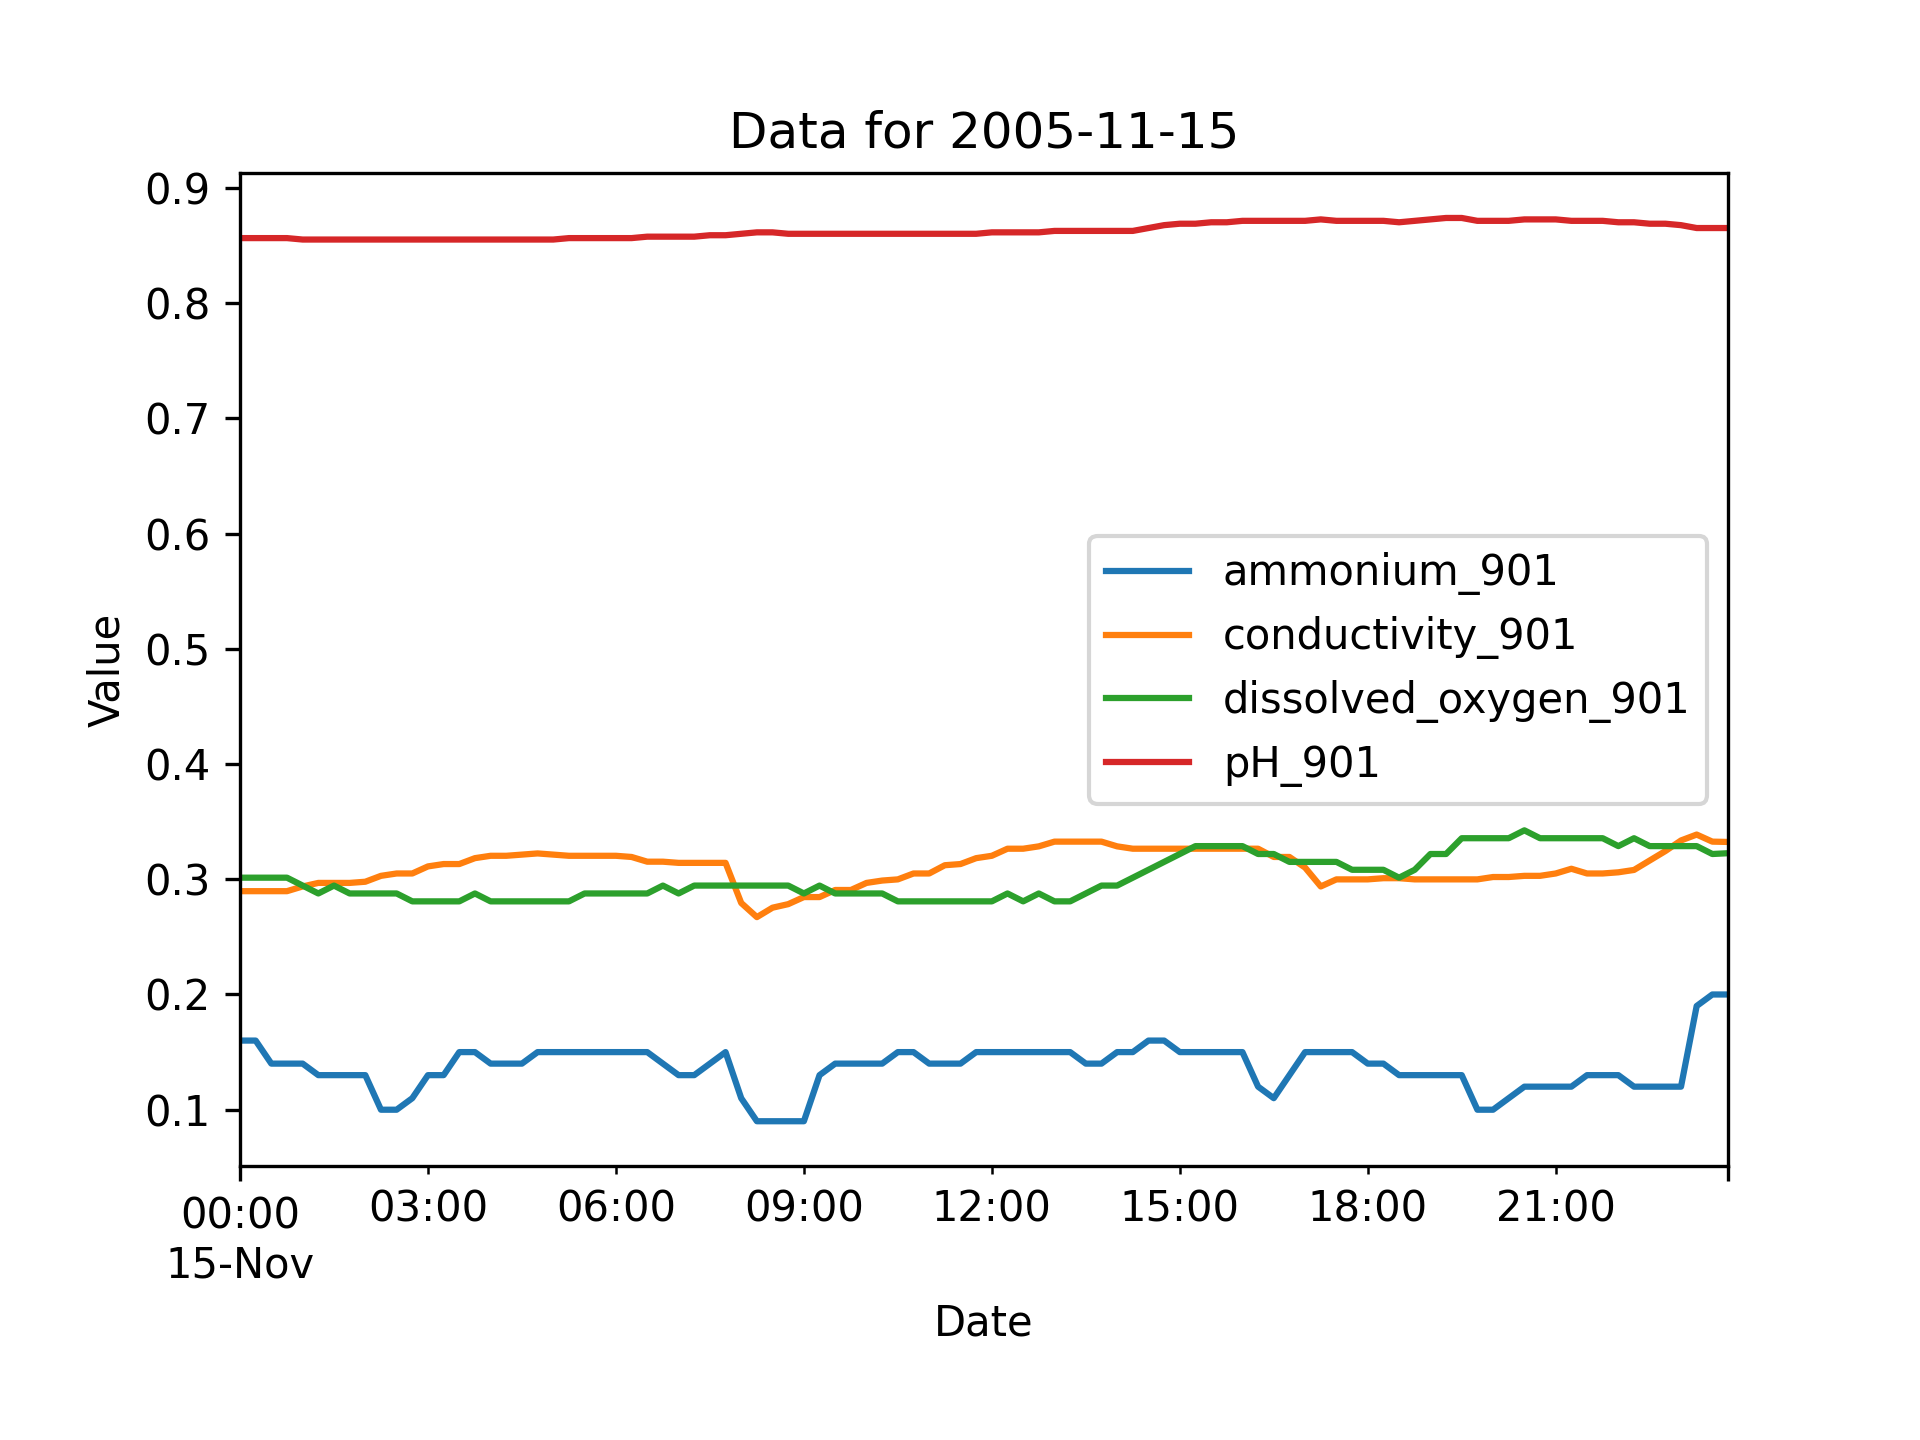 Data for 2005-11-15
0.9
0.8
0.7
0.6
0.5
0.4
0.3
0.2
0.1
Value
ammonium_901
conductivity_901
dissolved_oxygen_901
pH_901
00:00 03:00 06:00 09:00 12:00 15:00 18:00 21:00
15-Nov
Date